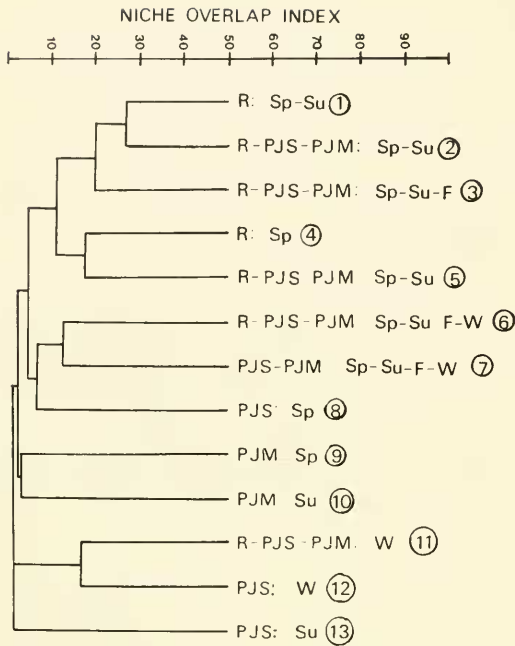 NICHE OVERLAP INDEX
10 20 30 40 50 60 70 80 90
R: Sp-Su 1
R-PJS-PJM: Sp-Su 2
R-PJS-PJM: Sp-Su-F 3
R: Sp 4
R-PJS PJM Sp-Su 5
R-PJS-PJM Sp-Su F-W 6
PJS-PJM Sp-Su-F-W 7
PJS: Sp 8
PJM Sp 9
PJM Su 10
R-PJS-PJM. W 11
PJS: W 12
PJS: Su 13